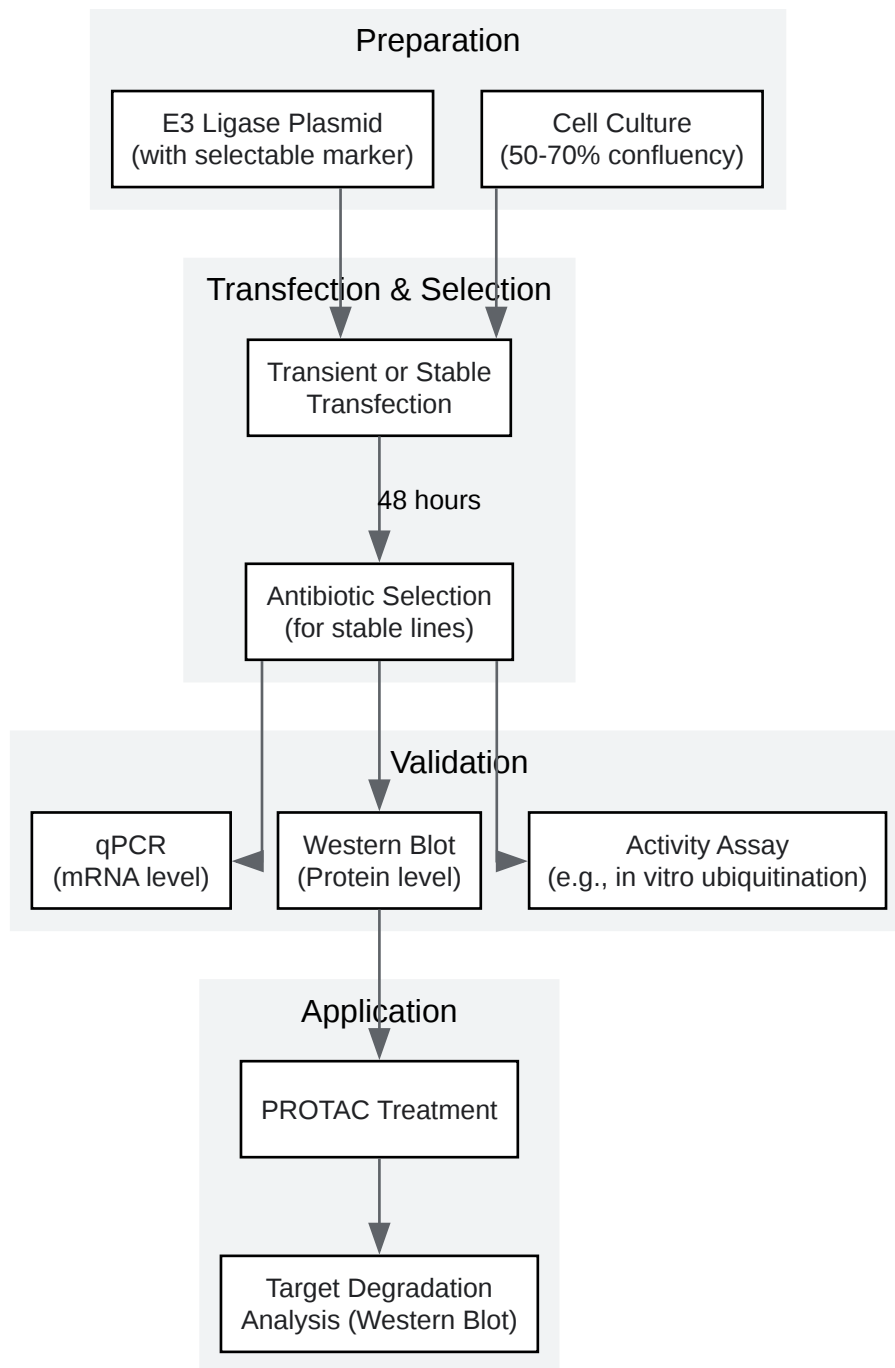 Preparation
E3 Ligase Plasmid
(with selectable marker)
Cell Culture
(50-70% confluency)
Transfection & Selection
Transient or Stable
Transfection
48 hours
Antibiotic Selection
(for stable lines)
Validation
qPCR
(mRNA level)
Western Blot
(Protein level)
Activity Assay
(e.g., in vitro ubiquitination)
Application
PROTAC Treatment
Target Degradation
Analysis (Western Blot)